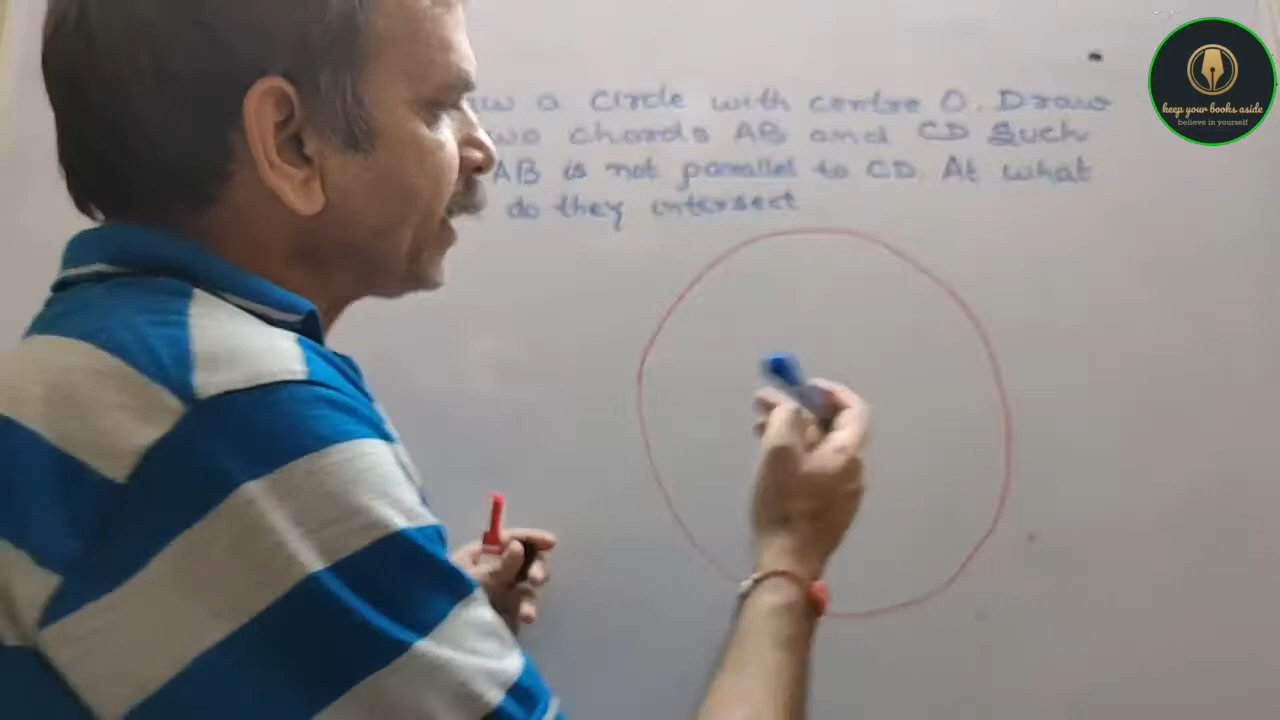 aw a circle with centre O. Draw
wo chords AB and CD Such
AB is not parallel to CD. At what
do they intersect
keep your books aside
believe in yourself